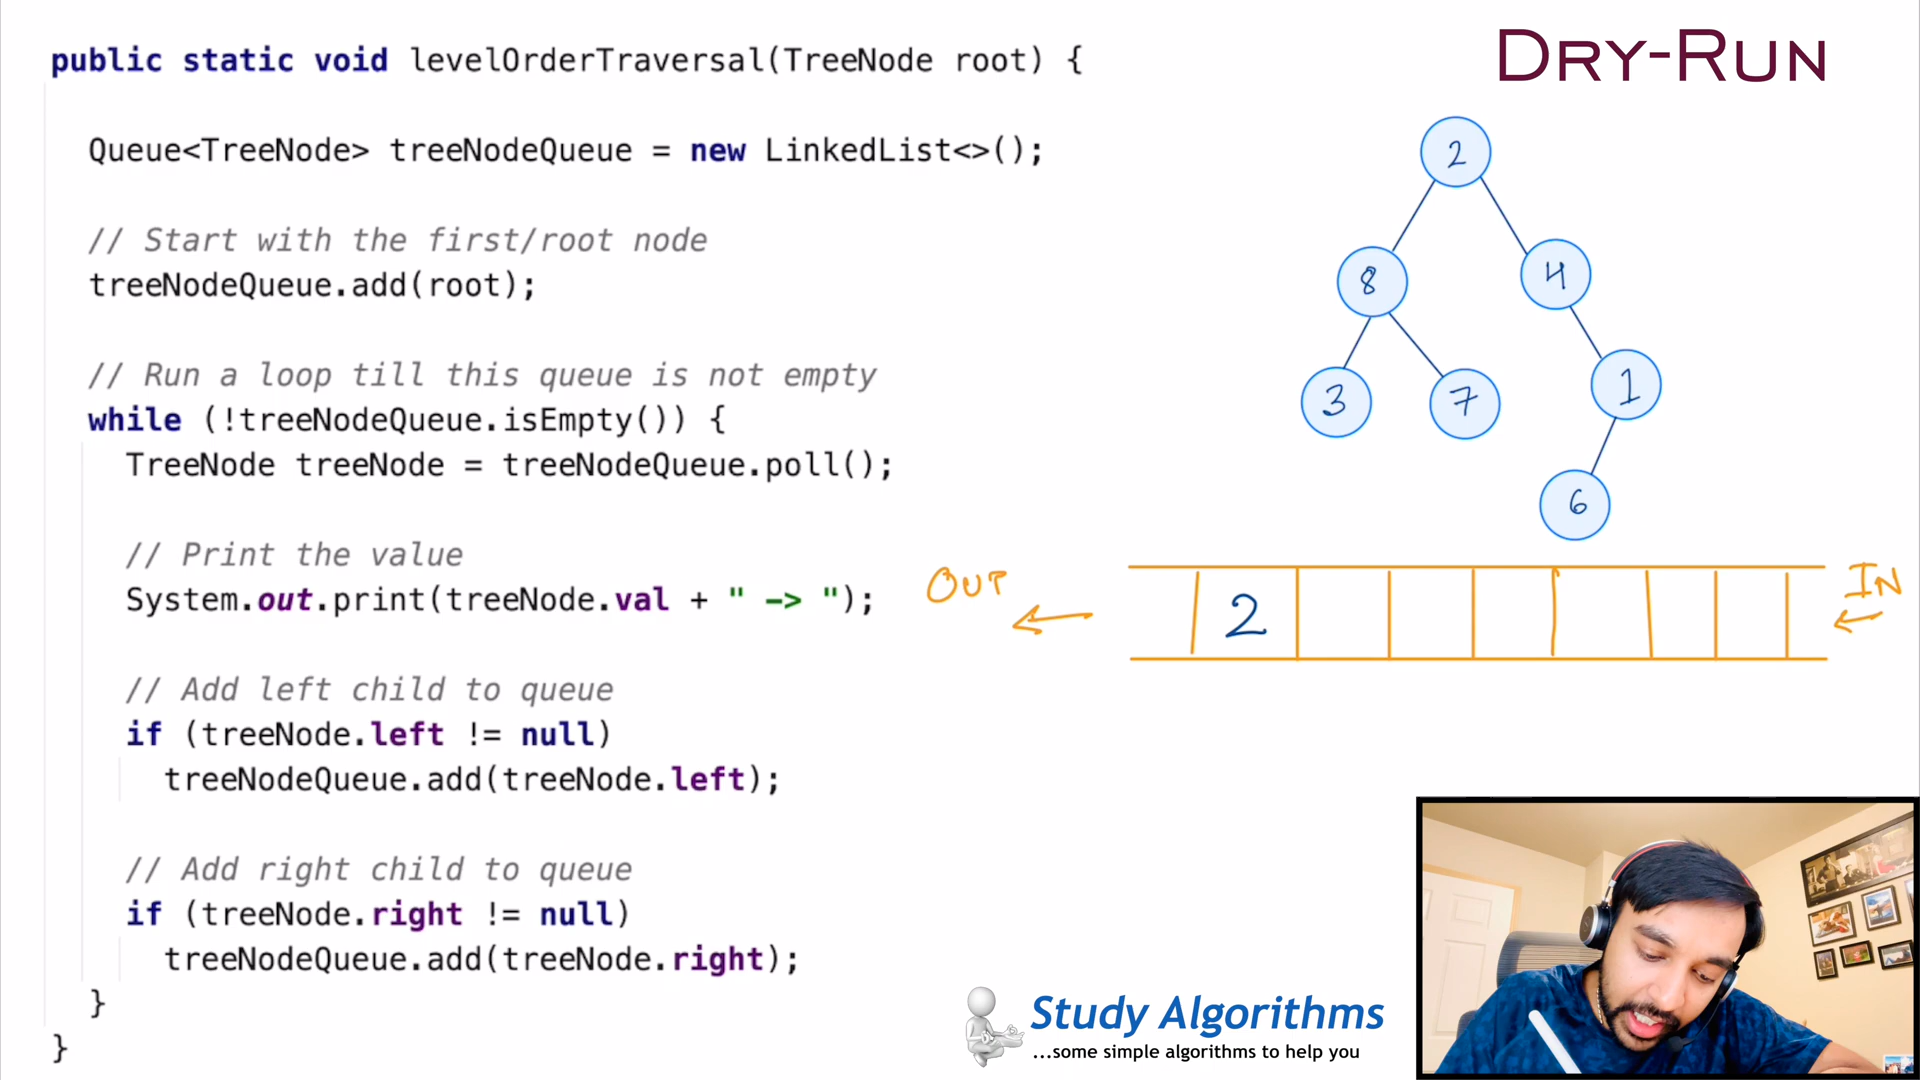 public static void levelOrderTraversal(TreeNode root) {
Queue<TreeNode> treeNodeQueue = new LinkedList<>();
// Start with the first/root node
treeNodeQueue.add(root);
// Run a loop till this queue is not empty
while (!treeNodeQueue.isEmpty()) {
TreeNode treeNode = treeNodeQueue.poll();
// Print the value
System.out.print(treeNode.val + " -> ");
// Add left child to queue
if (treeNode.left != null)
treeNodeQueue.add(treeNode.left);
// Add right child to queue
if (treeNode.right != null)
treeNodeQueue.add(treeNode.right);
}
}
DRY-RUN
2
8
4
3
7
1
6
OUT
2
IN
Study Algorithms
...some simple algorithms to help you